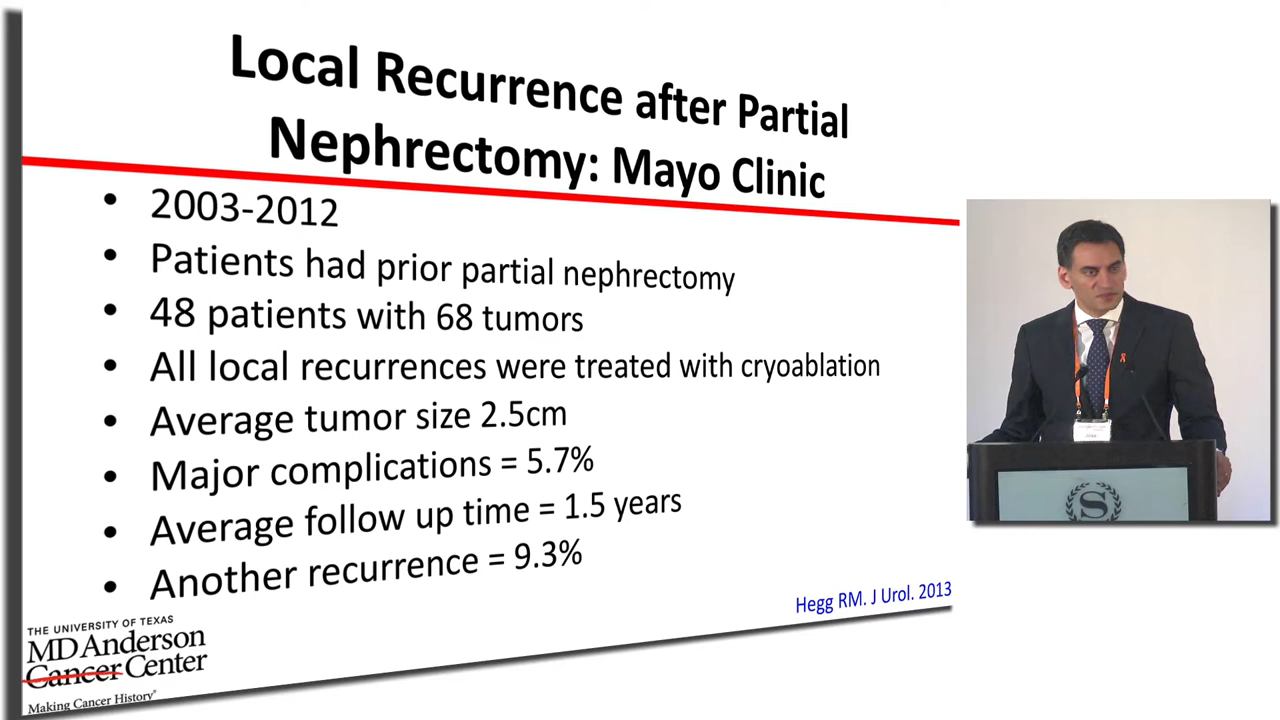 Local Recurrence after Partial
Nephrectomy: Mayo Clinic
• 2003-2012
• Patients had prior partial nephrectomy
• 48 patients with 68 tumors
• All local recurrences were treated with cryoablation
• Average tumor size 2.5cm
• Major complications = 5.7%
• Average follow up time = 1.5 years
• Another recurrence = 9.3%
Hegg RM. J Urol. 2013
THE UNIVERSITY OF TEXAS
MD Anderson
Cancer Center
Making Cancer History®
S